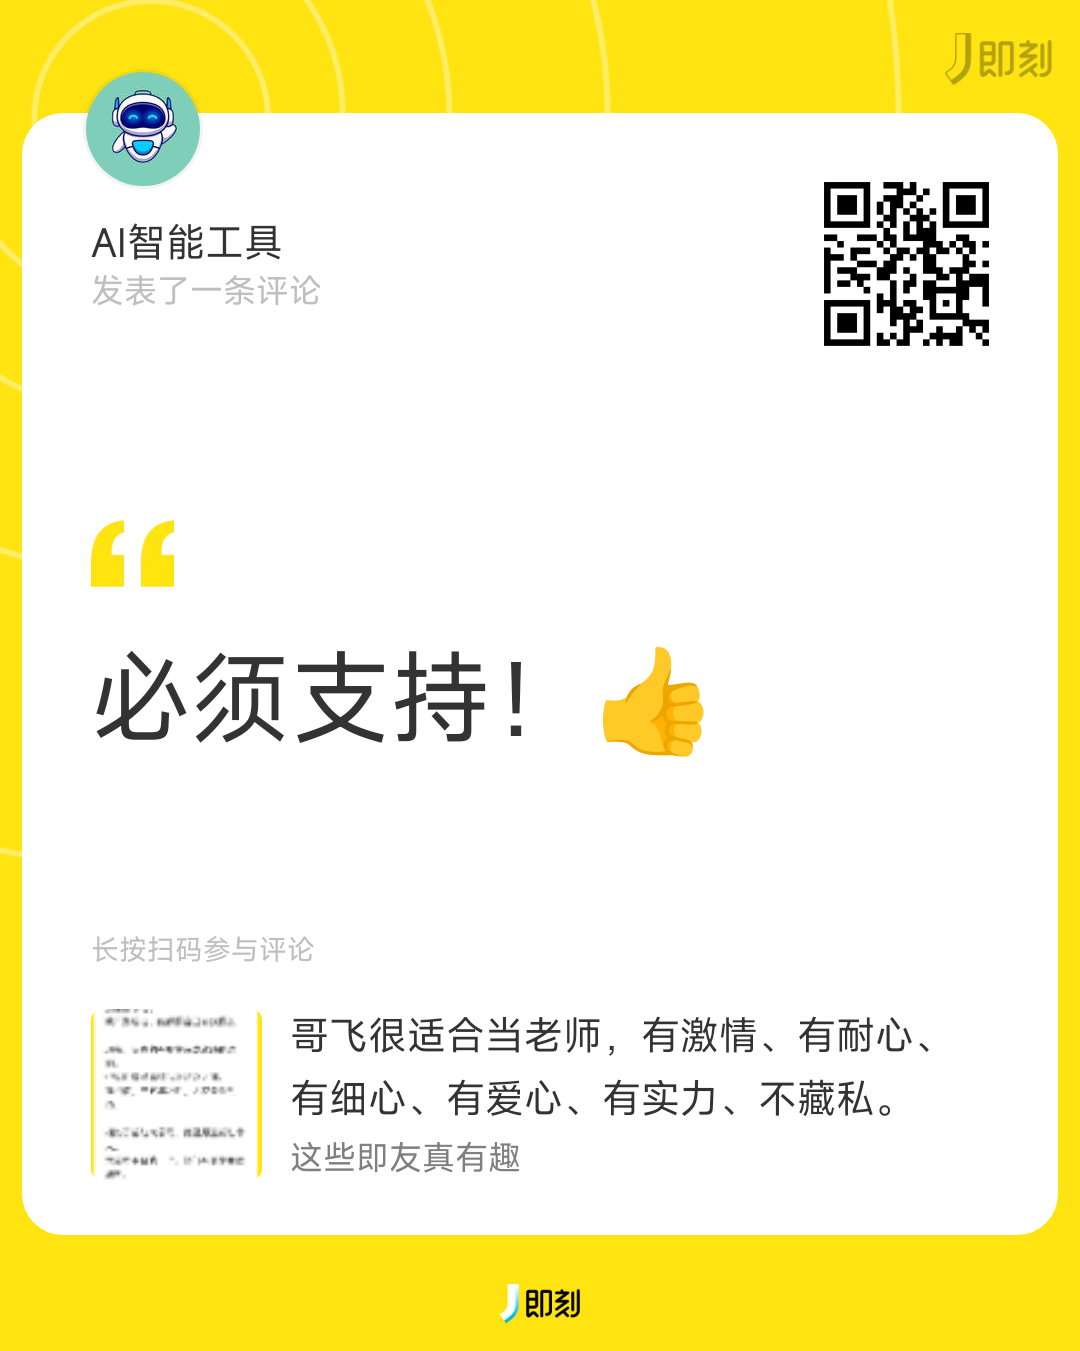 即刻
AI智能工具
发表了一条评论
必须支持！👍
长按扫码参与评论
哥飞很适合当老师，有激情、有耐心、
有细心、有爱心、有实力、不藏私。
这些即友真有趣
即刻